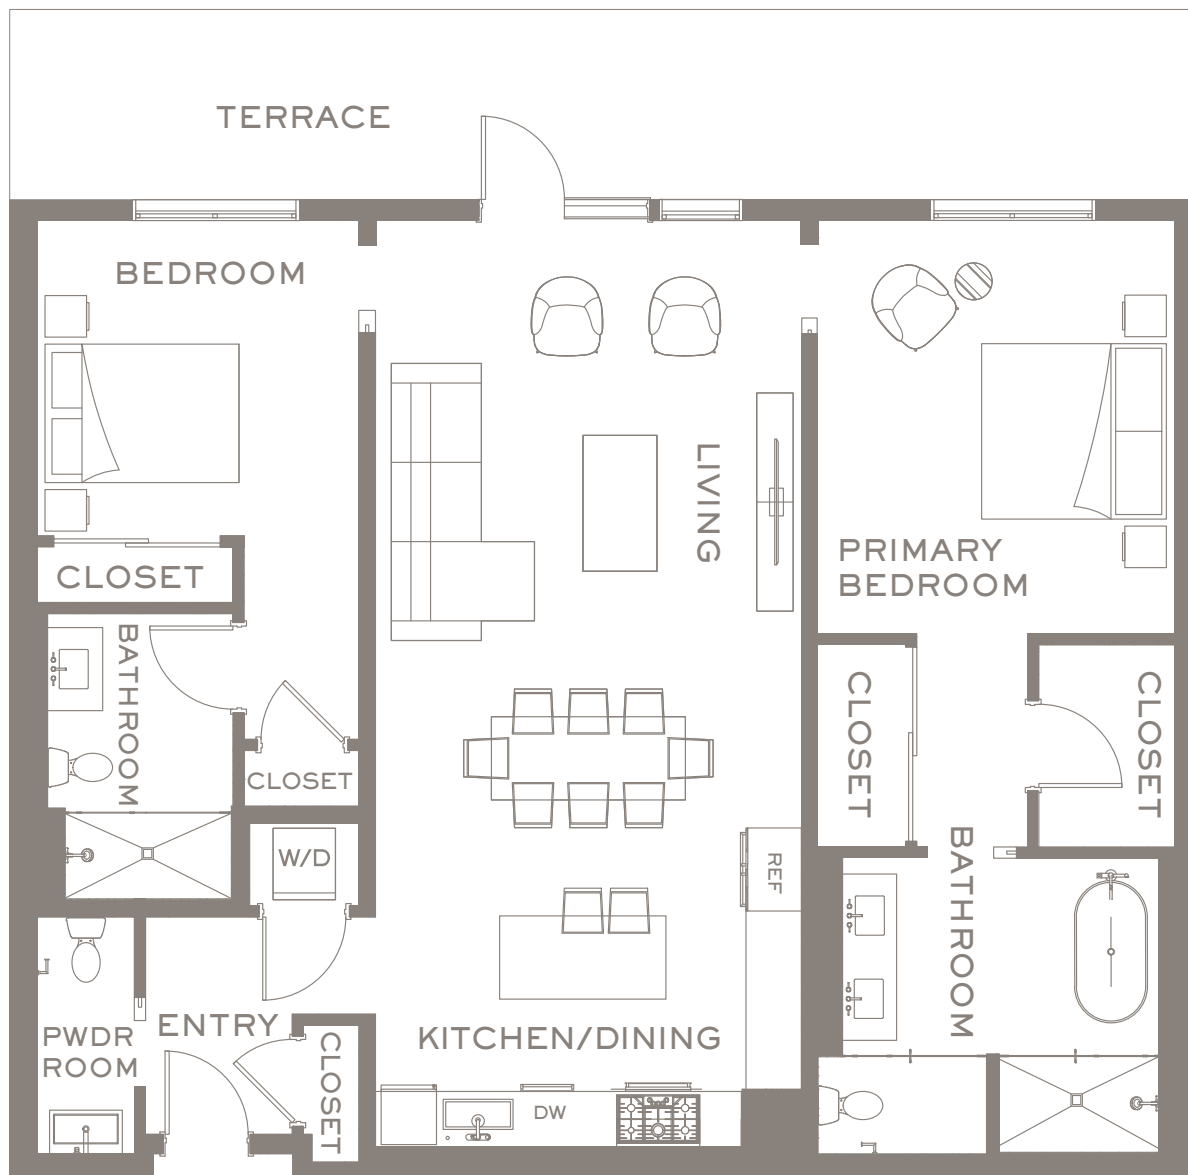 TERRACE
BEDROOM
LIVING
PRIMARY
BEDROOM
CLOSET
BATHROOM
CLOSET
CLOSET
CLOSET
W/D
REF
BATHROOM
ENTRY
PWDR
ROOM
CLOSET
KITCHEN/DINING
DW